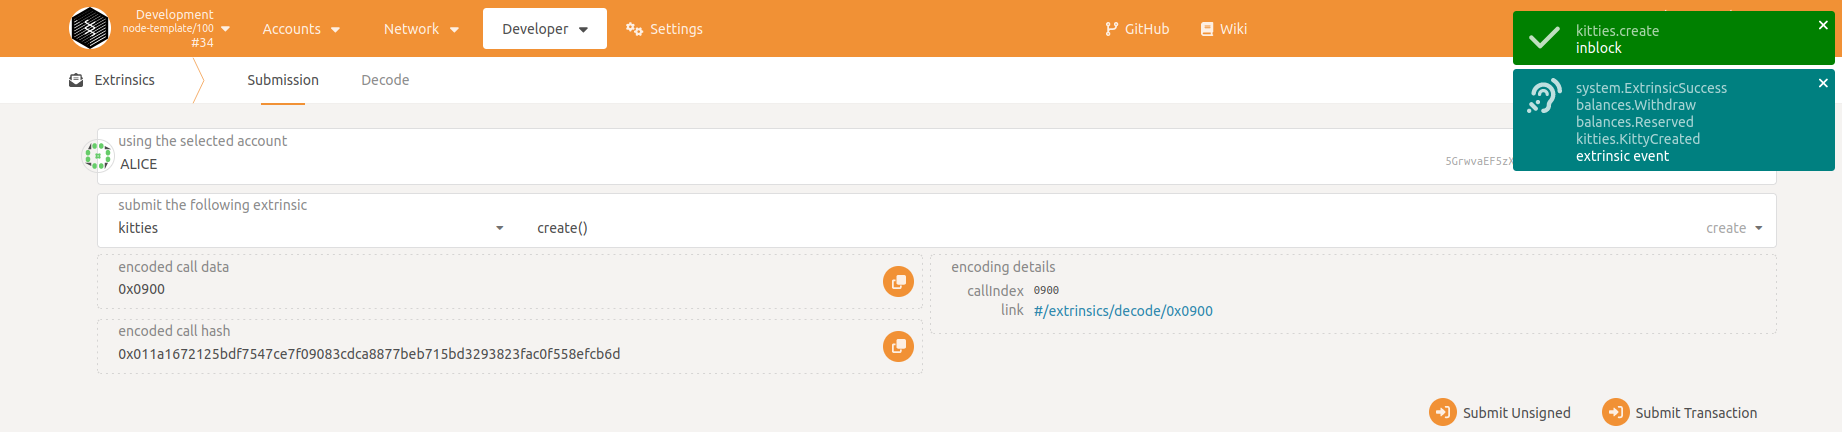 Development
node-template/100
#34
Accounts
Network
Developer
Settings
GitHub
Wiki
kitties.create
inblock
system.ExtrinsicSuccess
balances.Withdraw
balances.Reserved
kitties.KittyCreated
extrinsic event
Extrinsics
Submission
Decode
using the selected account
ALICE
5GrwvaEF5zX
submit the following extrinsic
kitties
create()
create
encoded call data
0x0900
encoding details
callIndex 0900
link #/extrinsics/decode/0x0900
encoded call hash
0x011a1672125bdf7547ce7f09083cdca8877beb715bd3293823fac0f558efcb6d
Submit Unsigned
Submit Transaction